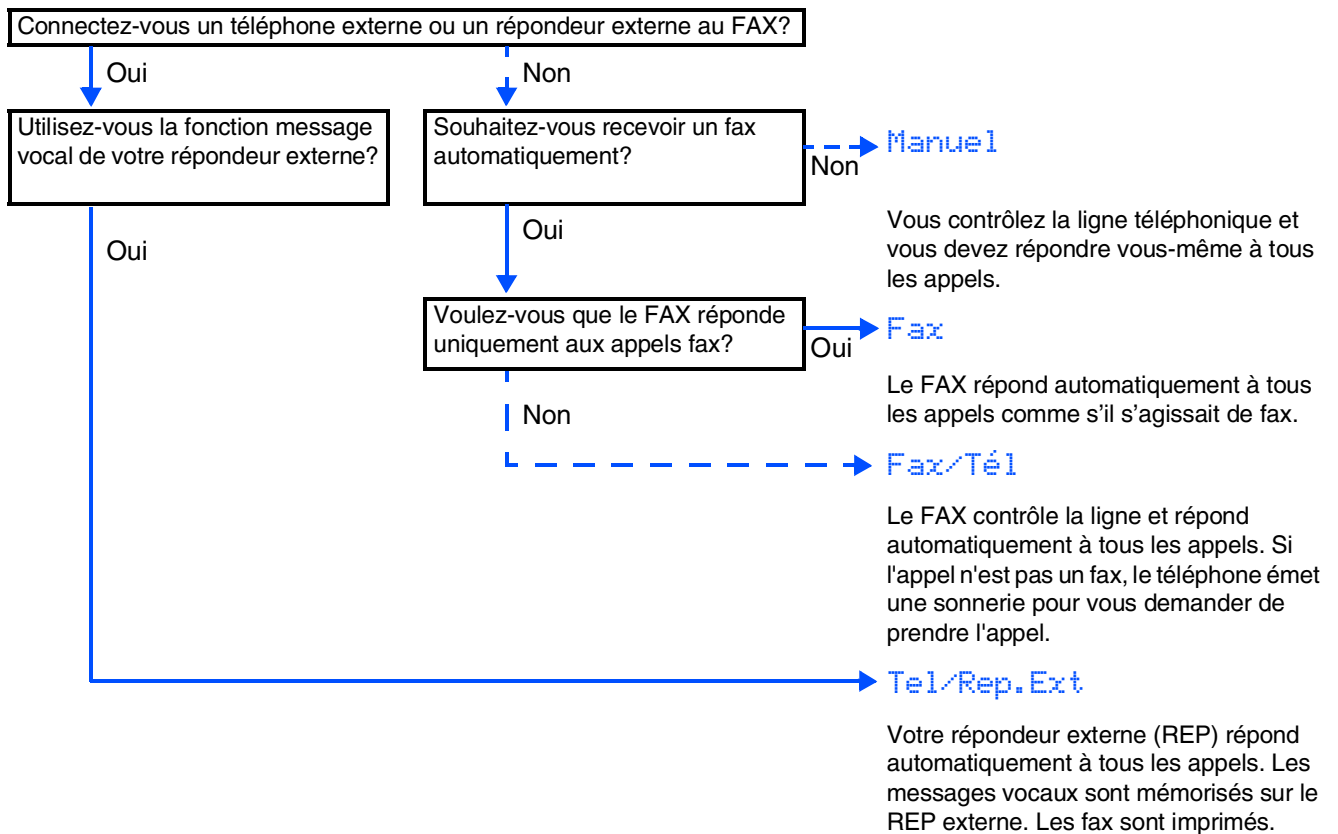 Connectez-vous un téléphone externe ou un répondeur externe au FAX?
Oui
Non
Utilisez-vous la fonction message
vocal de votre répondeur externe?
Souhaitez-vous recevoir un fax
automatiquement?
Non
Manuel
Vous contrôlez la ligne téléphonique et
vous devez répondre vous-même à tous
les appels.
Oui
Oui
Voulez-vous que le FAX réponde
uniquement aux appels fax?
Oui
Fax
Le FAX répond automatiquement à tous
les appels comme s’il s’agissait de fax.
Non
Fax/Tél
Le FAX contrôle la ligne et répond
automatiquement à tous les appels. Si
l'appel n'est pas un fax, le téléphone émet
une sonnerie pour vous demander de
prendre l'appel.
Tel/Rep.Ext
Votre répondeur externe (REP) répond
automatiquement à tous les appels. Les
messages vocaux sont mémorisés sur le
REP externe. Les fax sont imprimés.